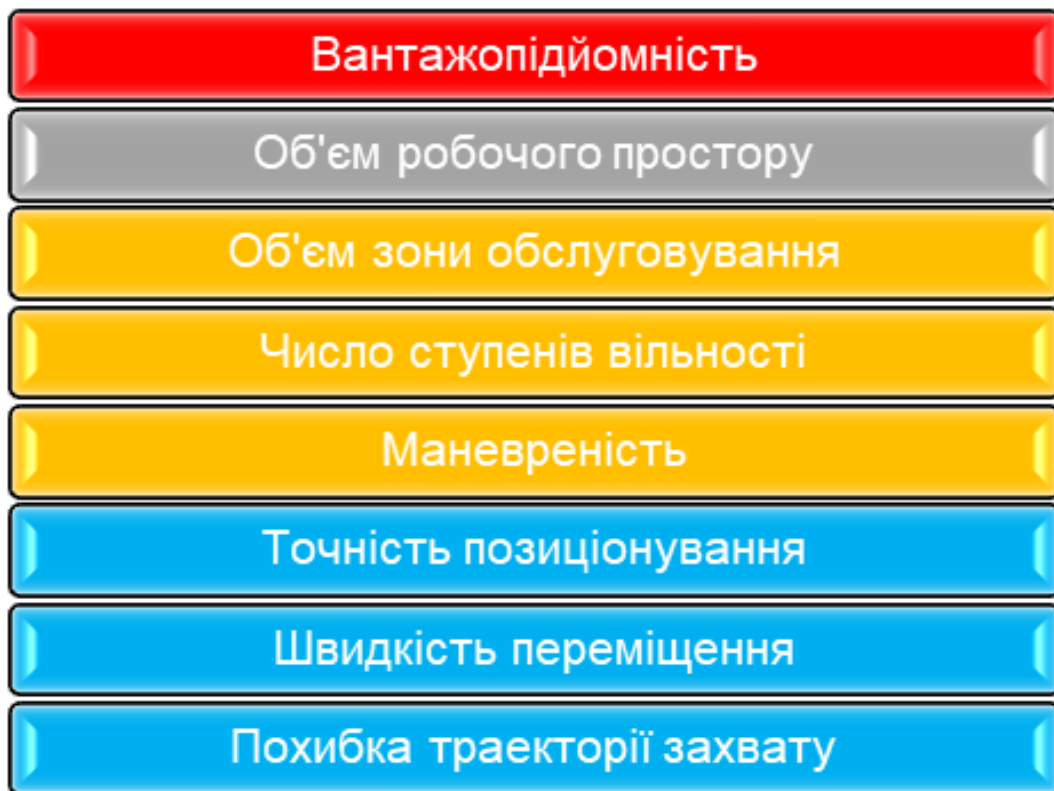 Вантажопідйомність
Об'єм робочого простору
Об'єм зони обслуговування
Число ступенів вільності
Маневреність
Точність позиціонування
Швидкість переміщення
Похибка траекторії захвату